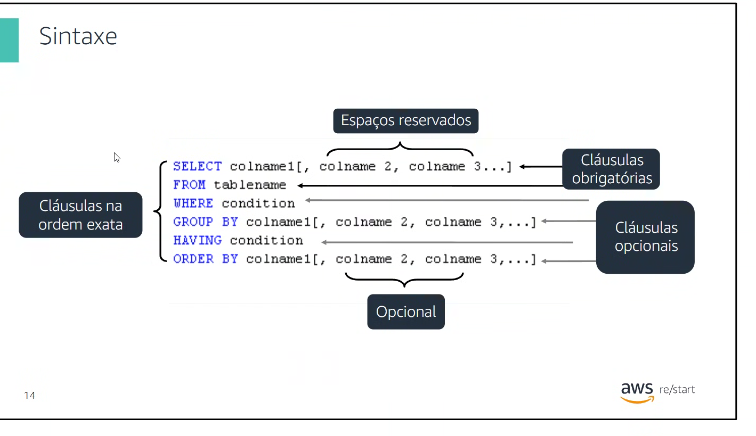 Sintaxe
Espaços reservados
SELECT colname1[, colname 2, colname 3...]
FROM tablename
WHERE condition
GROUP BY colname1[, colname 2, colname 3,...]
HAVING condition
ORDER BY colname1[, colname 2, colname 3,...]
Cláusulas
obrigatórias
Cláusulas na
ordem exata
Cláusulas
opcionais
Opcional
14
aws re/start